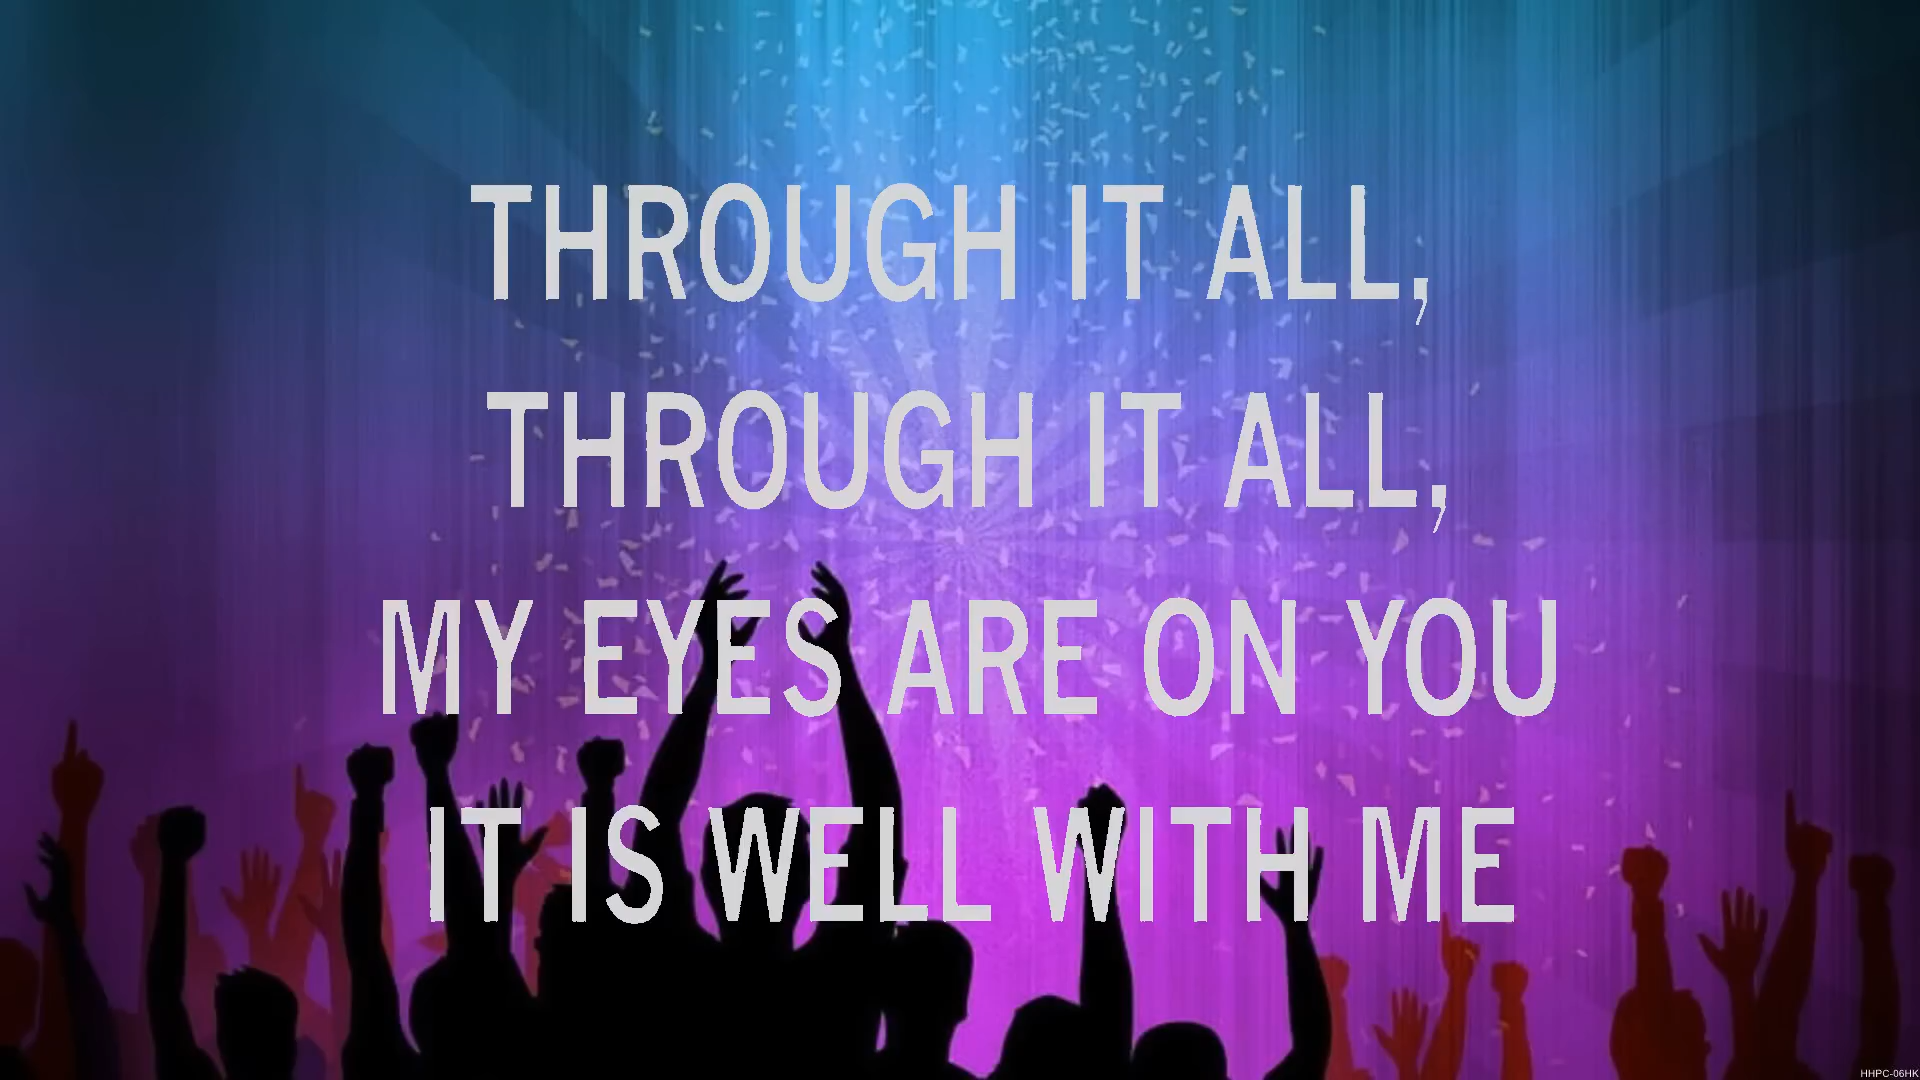 THROUGH IT ALL,
THROUGH IT ALL,
MY EYES ARE ON YOU
IT IS WELL WITH ME
HHPC-06HK